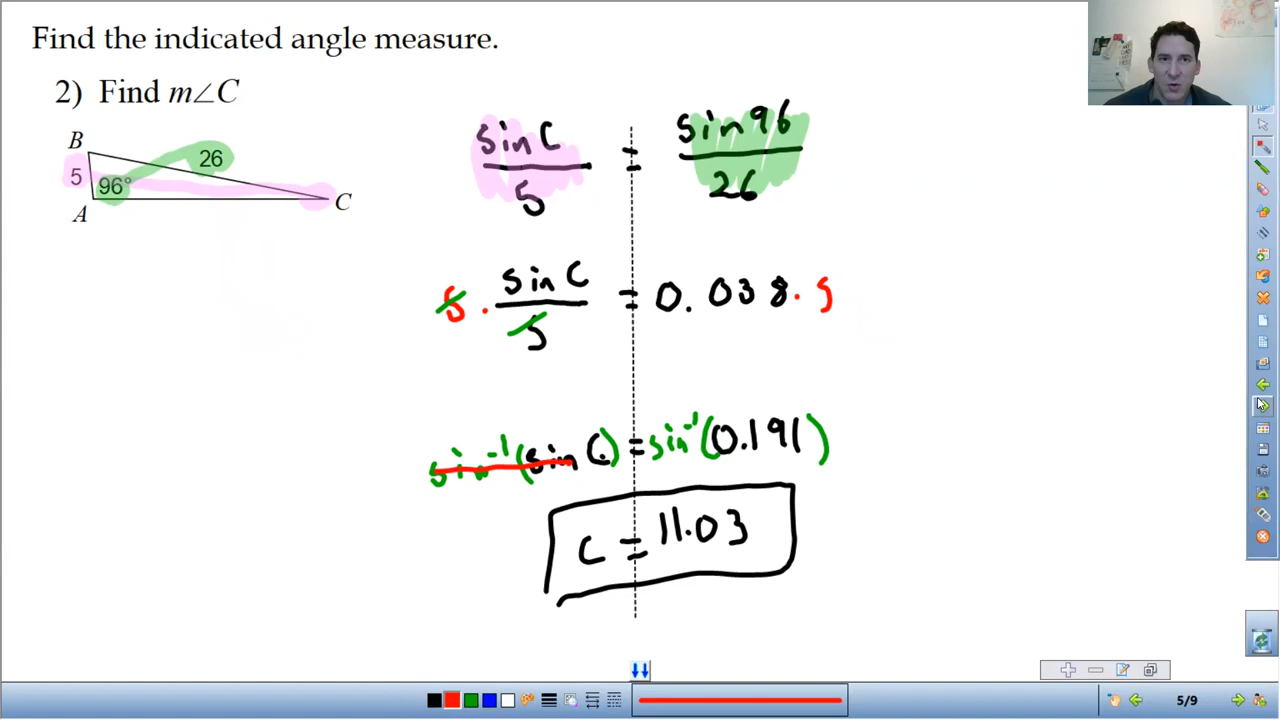 Find the indicated angle measure.
2) Find m∠C
B
26
5
96°
A
C
sin C / 5 = sin 96 / 26
5 · sin C / 5 = 0.038 · 5
sin⁻¹(sin C) = sin⁻¹(0.191)
C = 11.03
5/9